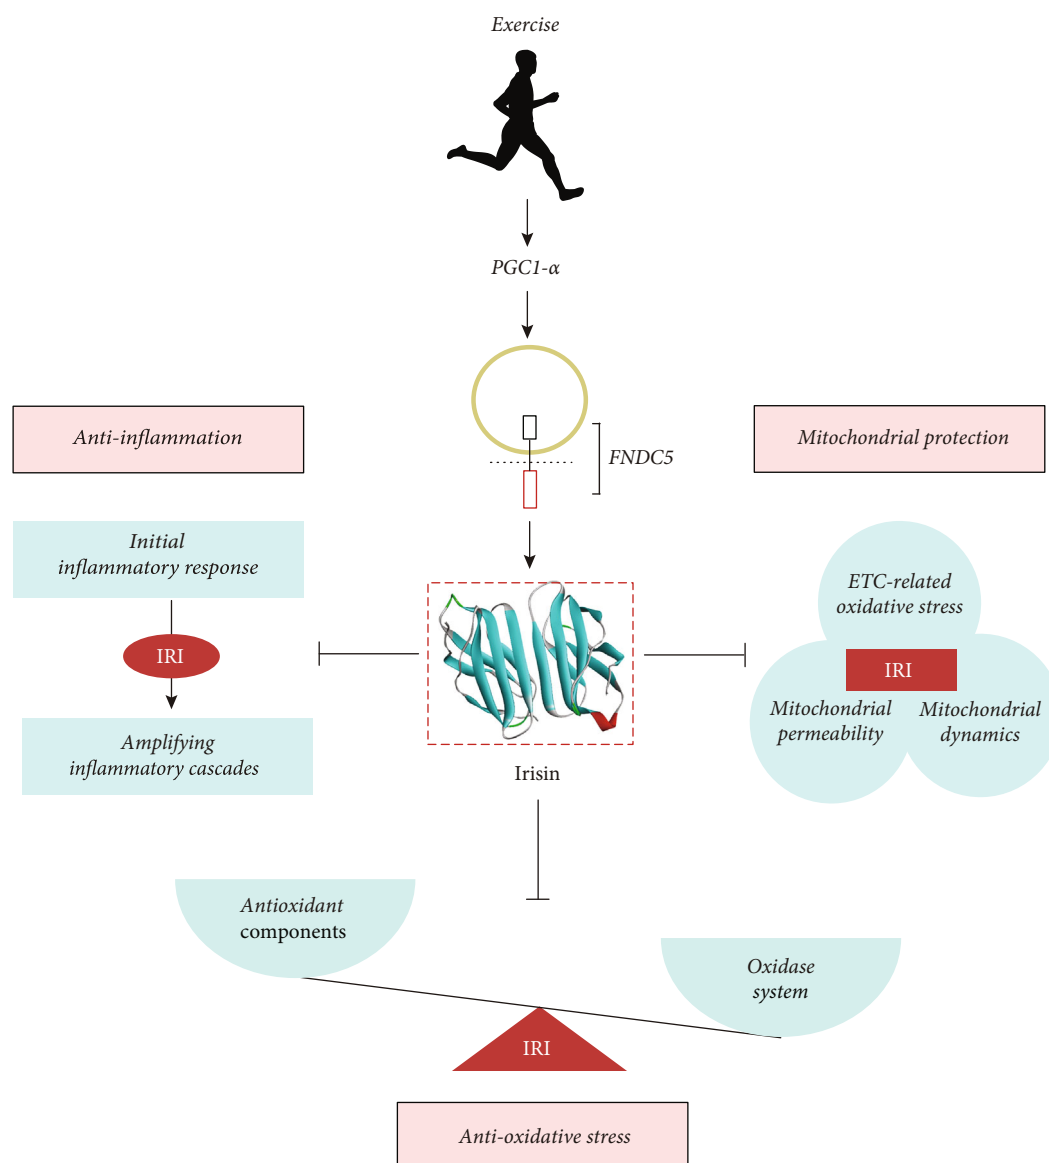 Exercise
PGC1-α
FNDC5
Anti-inflammation
Initial
inflammatory response
IRI
Amplifying
inflammatory cascades
Irisin
Mitochondrial protection
ETC-related
oxidative stress
IRI
Mitochondrial
permeability
Mitochondrial
dynamics
Antioxidant
components
Oxidase
system
IRI
Anti-oxidative stress